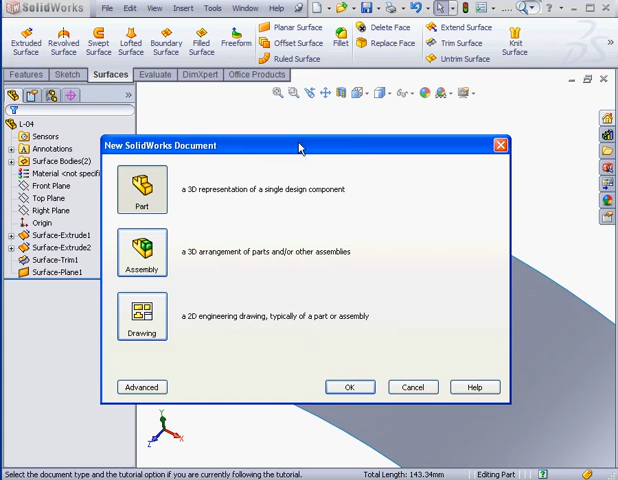 SolidWorks
File Edit View Insert Tools Window Help
Extruded Surface
Revolved Surface
Swept Surface
Lofted Surface
Boundary Surface
Filled Surface
Freeform
Planar Surface
Offset Surface
Ruled Surface
Fillet
Delete Face
Replace Face
Extend Surface
Trim Surface
Untrim Surface
Knit Surface
Features Sketch Surfaces Evaluate DimXpert Office Products
L-04
Sensors
Annotations
Surface Bodies(2)
Material <not specifi
Front Plane
Top Plane
Right Plane
Origin
Surface-Extrude1
Surface-Extrude2
Surface-Trim1
Surface-Plane1
New SolidWorks Document
Part
a 3D representation of a single design component
Assembly
a 3D arrangement of parts and/or other assemblies
Drawing
a 2D engineering drawing, typically of a part or assembly
Advanced OK Cancel Help
Y
X
Z
Select the document type and the tutorial option if you are currently following the tutorial. Total Length: 143.34mm Editing Part